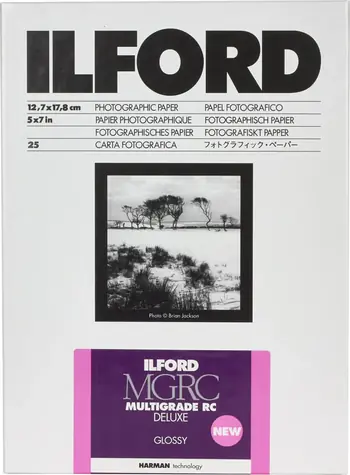 ILFORD
12,7x17,8 cm PHOTOGRAPHIC PAPER PAPEL FOTOGRAFICO
5x7 in PAPIER PHOTOGRAPHIQUE FOTOGRAFISCH PAPIER
FOTOGRAFISCHES PAPIER FOTOGRAFISKT PAPPER
25 CARTA FOTOGRAFICA フォトグラフィック・ペーパー
Photo © Brian Jackson
ILFORD
MGRC
MULTIGRADE RC
DELUXE
NEW
GLOSSY
HARMAN technology